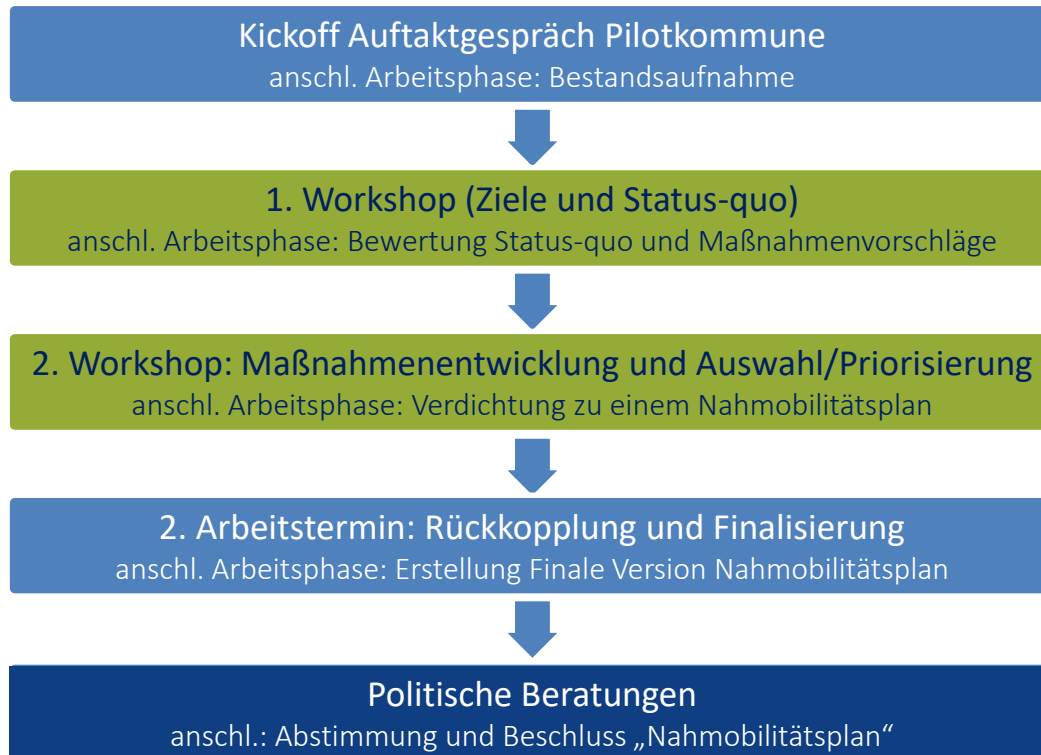 Kickoff Auftaktgespräch Pilotkommune
anschl. Arbeitsphase: Bestandsaufnahme
1. Workshop (Ziele und Status-quo)
anschl. Arbeitsphase: Bewertung Status-quo und Maßnahmenvorschläge
2. Workshop: Maßnahmenentwicklung und Auswahl/Priorisierung
anschl. Arbeitsphase: Verdichtung zu einem Nahmobilitätsplan
2. Arbeitstermin: Rückkopplung und Finalisierung
anschl. Arbeitsphase: Erstellung Finale Version Nahmobilitätsplan
Politische Beratungen
anschl.: Abstimmung und Beschluss „Nahmobilitätsplan“